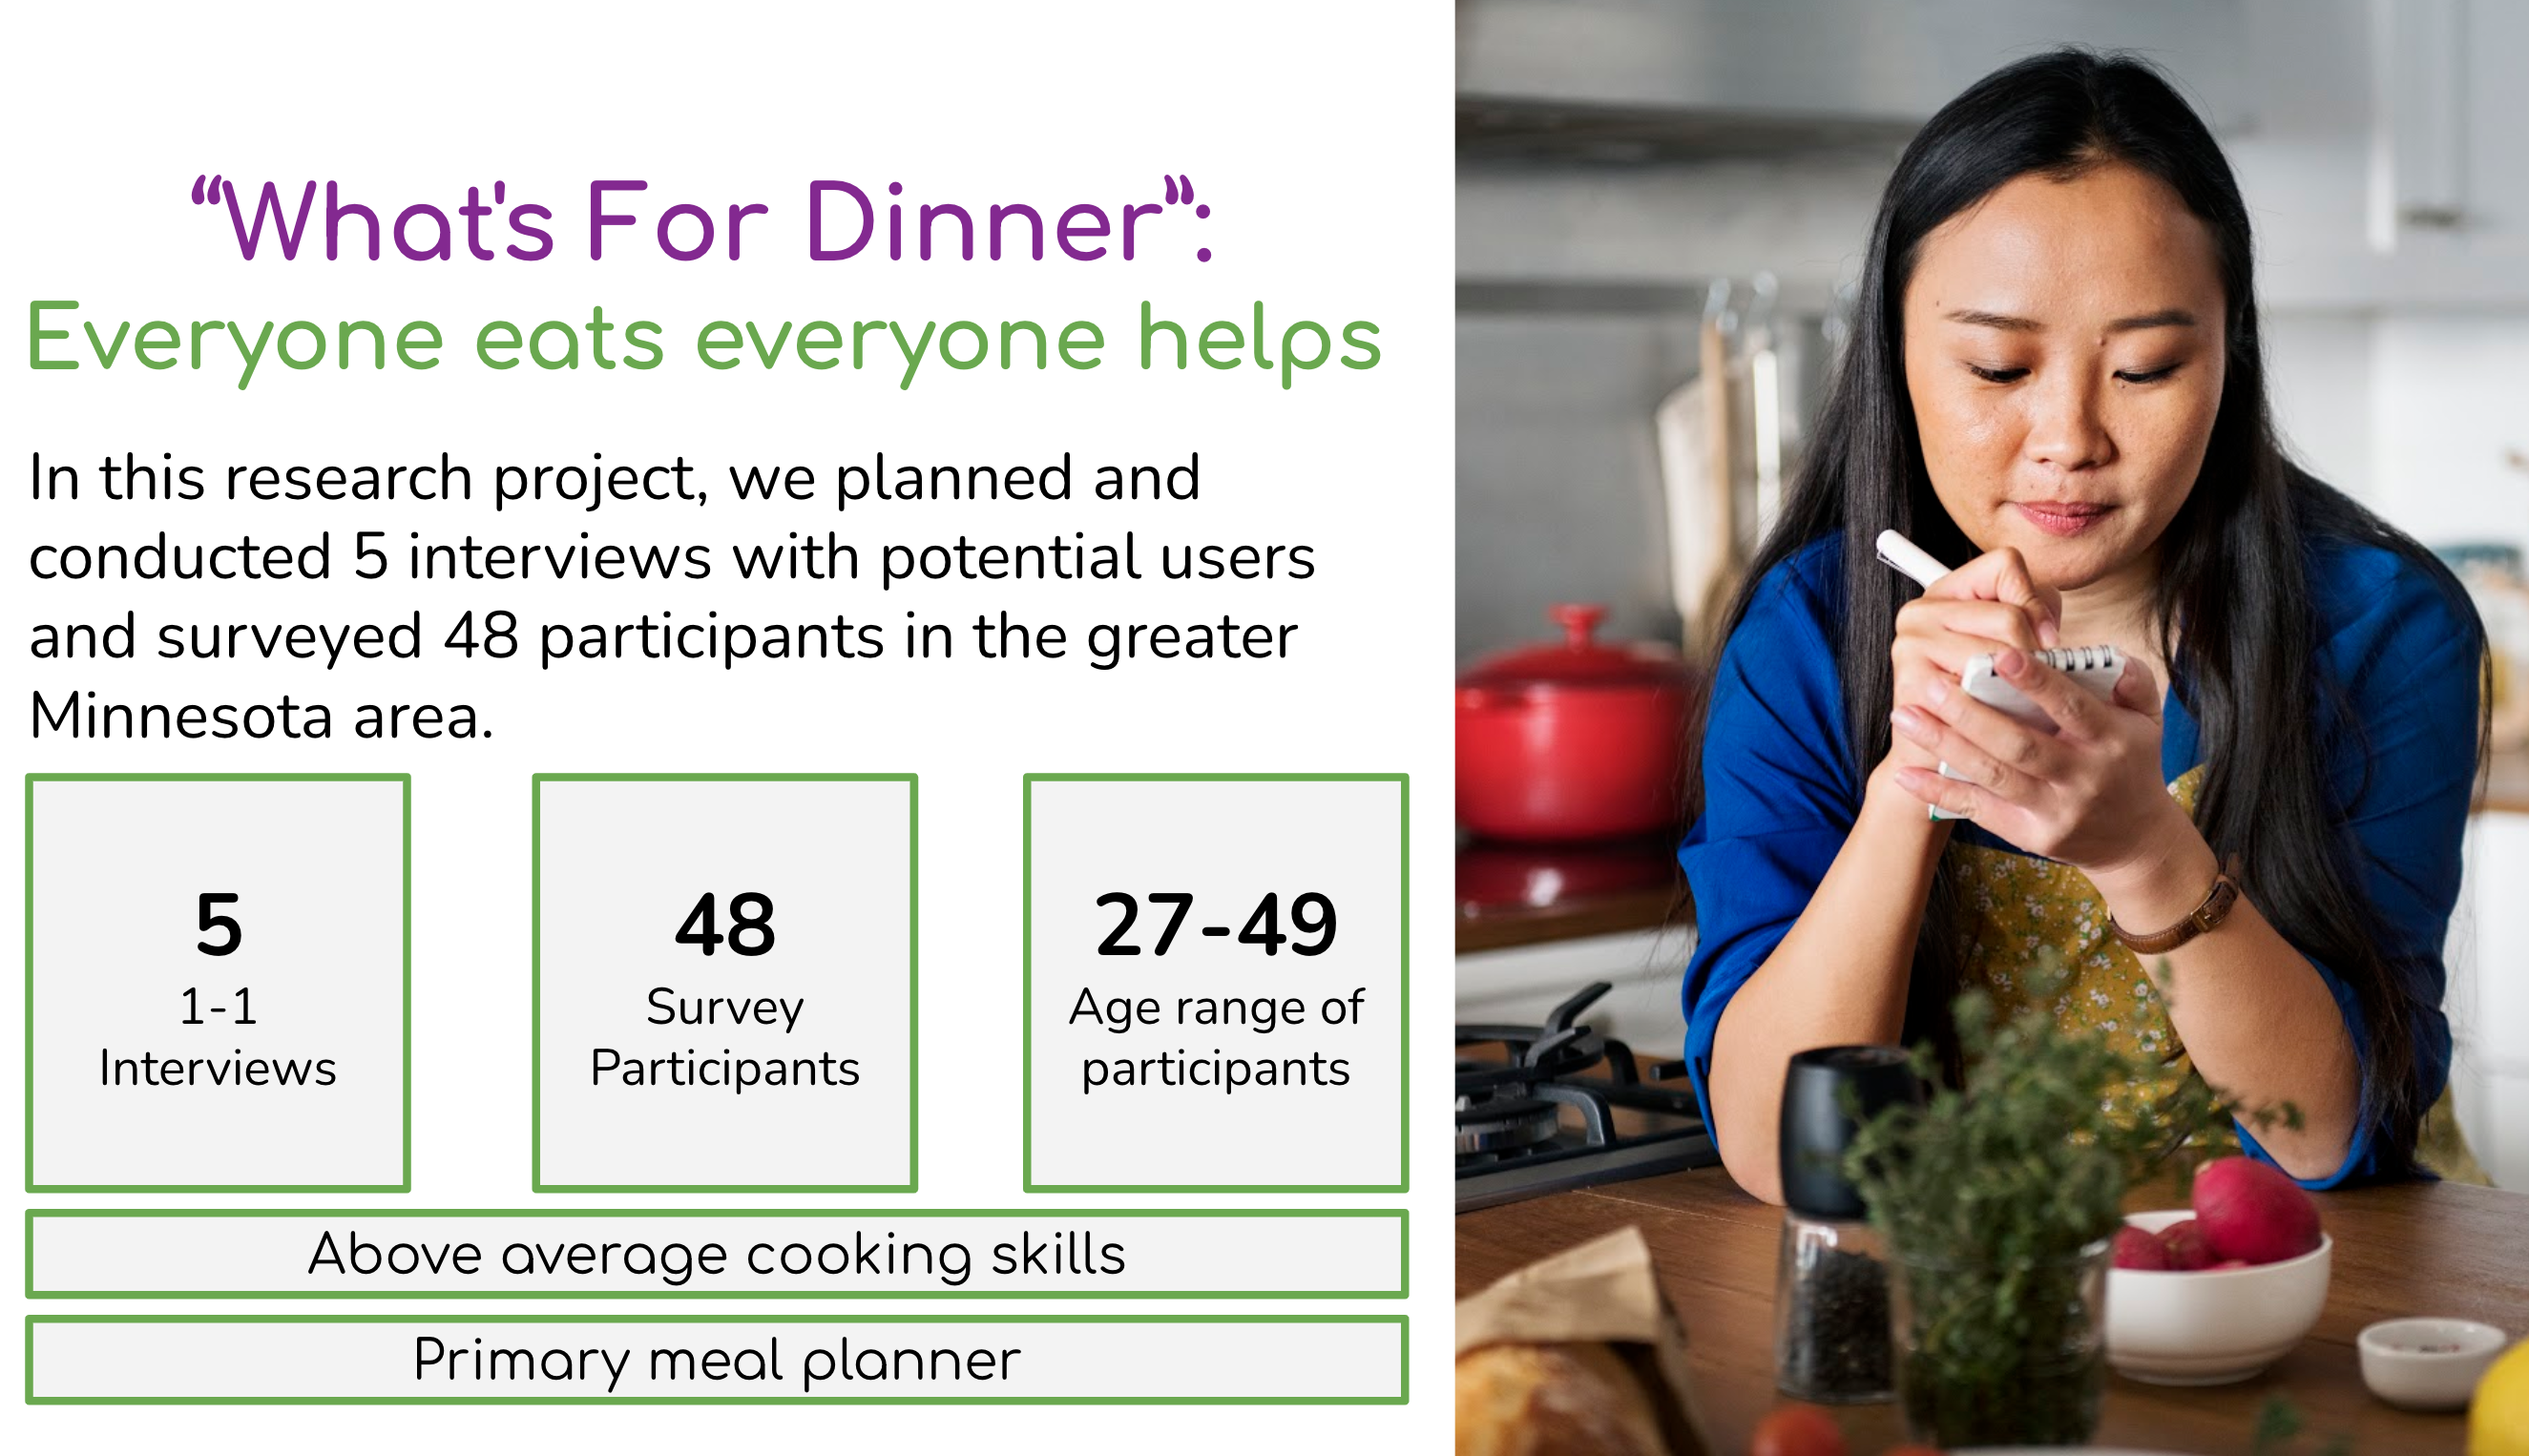 “What's For Dinner”:
Everyone eats everyone helps
In this research project, we planned and
conducted 5 interviews with potential users
and surveyed 48 participants in the greater
Minnesota area.
5
1-1
Interviews
48
Survey
Participants
27-49
Age range of
participants
Above average cooking skills
Primary meal planner